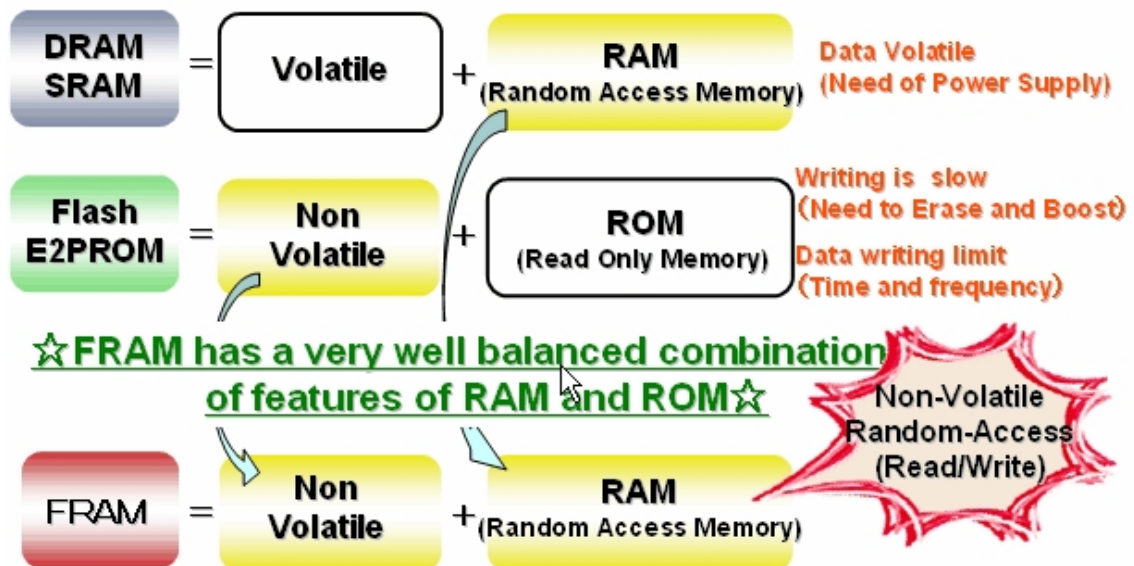 DRAM
SRAM
=
Volatile
+
RAM
(Random Access Memory)
Data Volatile
(Need of Power Supply)
Flash
E2PROM
=
Non
Volatile
+
ROM
(Read Only Memory)
Writing is slow
(Need to Erase and Boost)
Data writing limit
(Time and frequency)
☆FRAM has a very well balanced combination
of features of RAM and ROM☆
Non-Volatile
Random-Access
(Read/Write)
FRAM
=
Non
Volatile
+
RAM
(Random Access Memory)